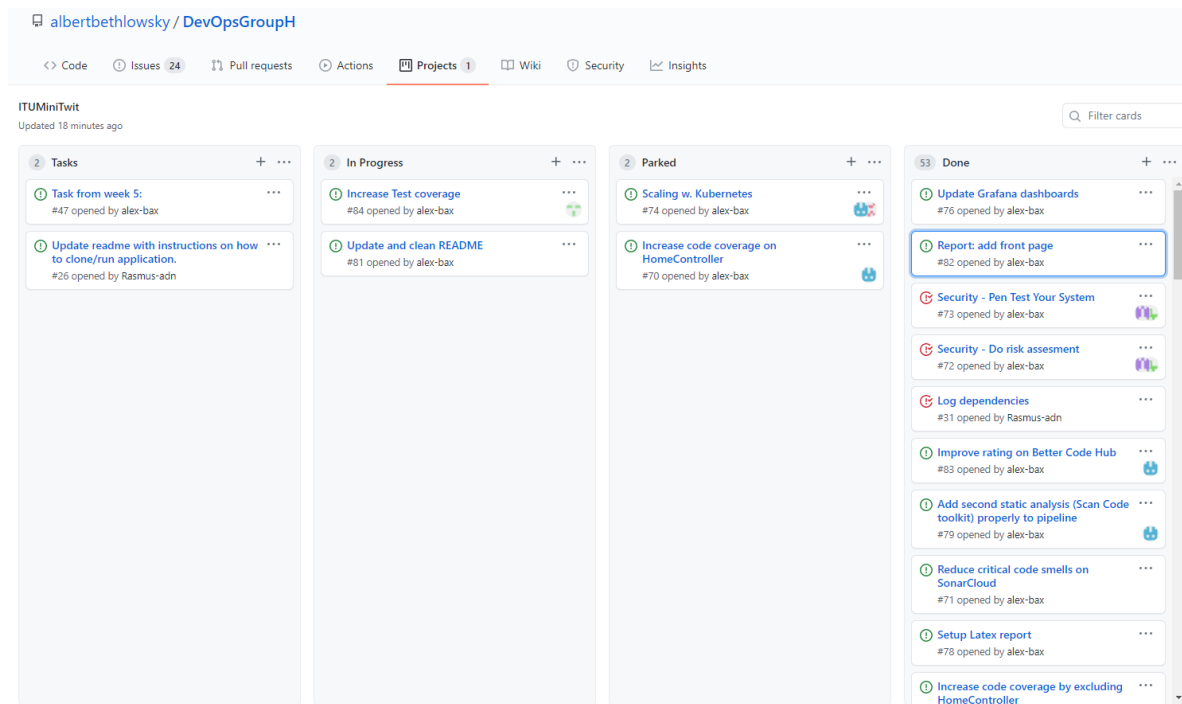 albertbethlowsky / DevOpsGroupH
<> Code Issues 24 Pull requests Actions Projects 1 Wiki Security Insights
ITUMiniTwit
Updated 18 minutes ago
Filter cards
2 Tasks
Task from week 5:
#47 opened by alex-bax
Update readme with instructions on how
to clone/run application.
#26 opened by Rasmus-adn
2 In Progress
Increase Test coverage
#84 opened by alex-bax
Update and clean README
#81 opened by alex-bax
2 Parked
Scaling w. Kubernetes
#74 opened by alex-bax
Increase code coverage on
HomeController
#70 opened by alex-bax
53 Done
Update Grafana dashboards
#76 opened by alex-bax
Report: add front page
#82 opened by alex-bax
Security - Pen Test Your System
#73 opened by alex-bax
Security - Do risk assesment
#72 opened by alex-bax
Log dependencies
#31 opened by Rasmus-adn
Improve rating on Better Code Hub
#83 opened by alex-bax
Add second static analysis (Scan Code
toolkit) properly to pipeline
#79 opened by alex-bax
Reduce critical code smells on
SonarCloud
#71 opened by alex-bax
Setup Latex report
#78 opened by alex-bax
Increase code coverage by excluding
HomeController